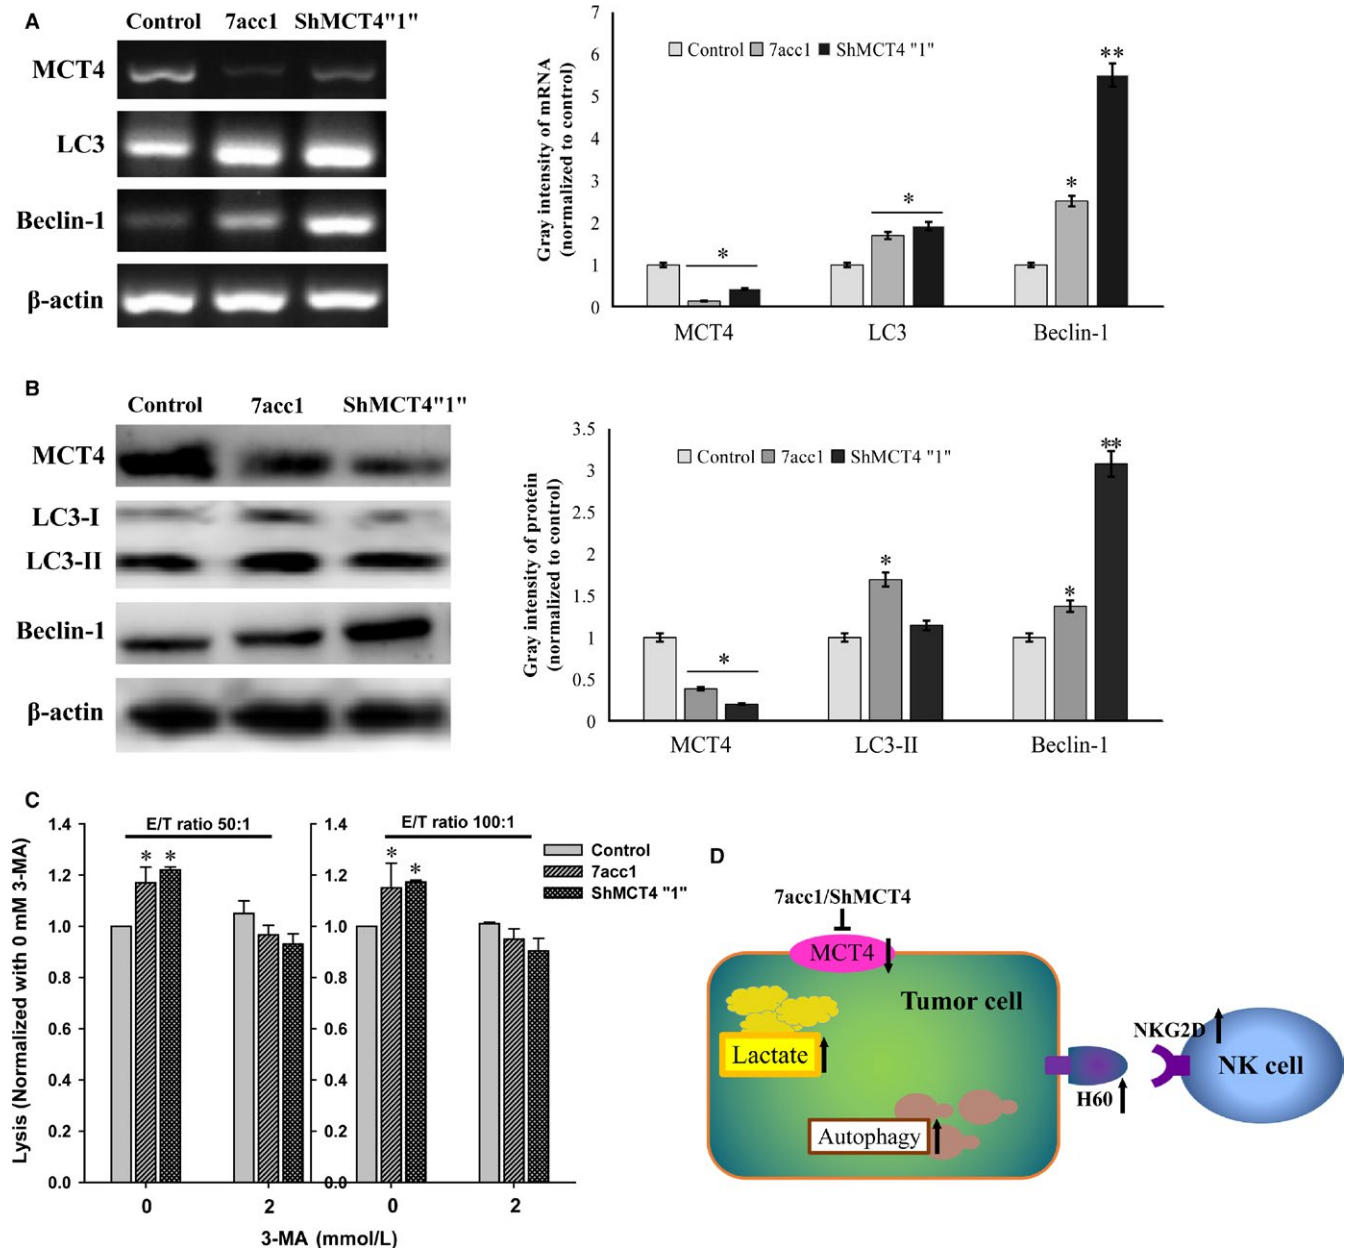 A
Control 7acc1 ShMCT4"1"
MCT4
LC3
Beclin-1
β-actin
Gray intensity of mRNA
(normalized to control)
7
6
5
4
3
2
1
0
Control 7acc1 ShMCT4 "1"
*
*
*
**
MCT4 LC3 Beclin-1
B
Control 7acc1 ShMCT4"1"
MCT4
LC3-I
LC3-II
Beclin-1
β-actin
Gray intensity of protein
(normalized to control)
3.5
3
2.5
2
1.5
1
0.5
0
Control 7acc1 ShMCT4 "1"
*
*
*
**
MCT4 LC3-II Beclin-1
C
Lysis (Normalized with 0 mM 3-MA)
1.4
1.2
1.0
0.8
0.6
0.4
0.2
0.0
E/T ratio 50:1
* *
1.4
1.2
1.0
0.8
0.6
0.4
0.2
0.0
E/T ratio 100:1
* *
Control
7acc1
ShMCT4 "1"
0 2 0 2
3-MA (mmol/L)
D
7acc1/ShMCT4
MCT4
Tumor cell
Lactate
Autophagy
H60
NKG2D
NK cell